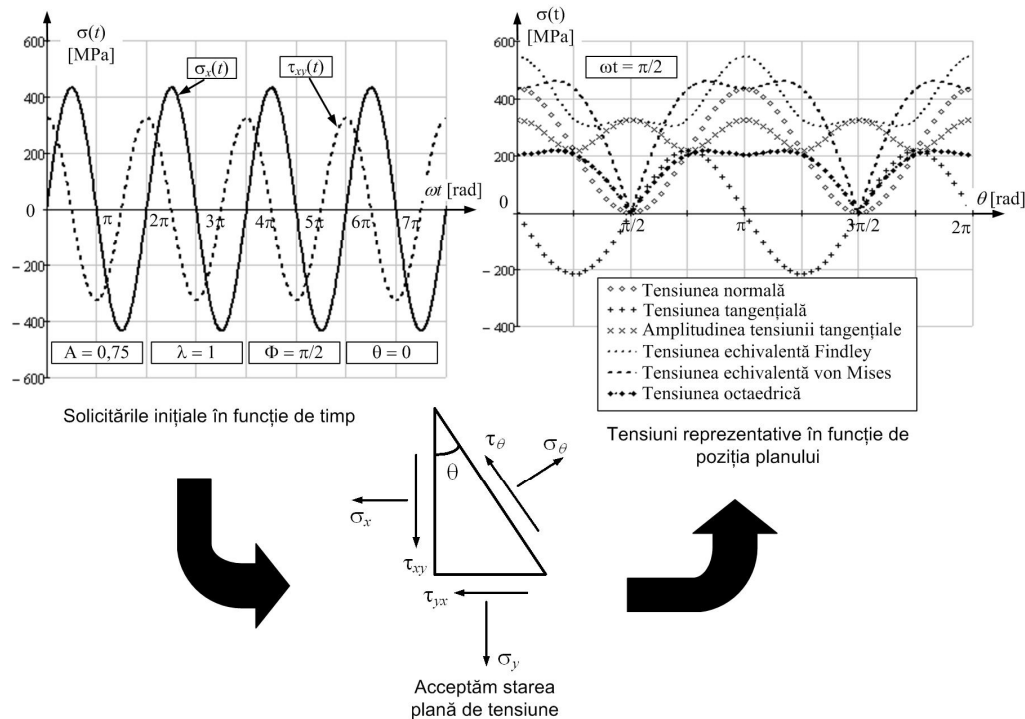 σ(t)
[MPa]
600
400
200
0
– 200
– 400
– 600
σx(t)
τxy(t)
ωt [rad]
π
2π
3π
4π
5π
6π
7π
A = 0,75
λ = 1
Φ = π/2
θ = 0
Solicitările inițiale în funcție de timp
σ(t)
[MPa]
600
400
200
0
– 200
– 400
ωt = π/2
θ [rad]
π/2
π
3π/2
2π
Tensiunea normală
Tensiunea tangențială
Amplitudinea tensiunii tangențiale
Tensiunea echivalentă Findley
Tensiunea echivalentă von Mises
Tensiunea octaedrică
Tensiuni reprezentative în funcție de
poziția planului
θ
τθ
σθ
σx
τxy
τyx
σy
Acceptăm starea
plană de tensiune